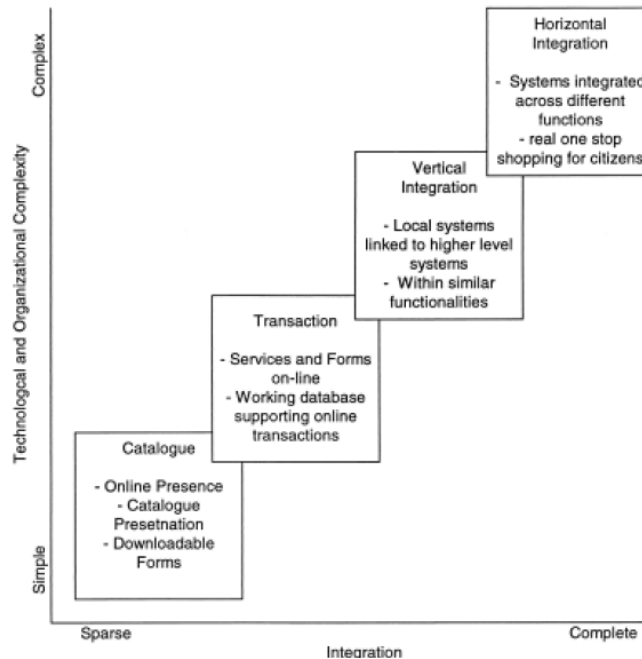 Complex
Technologcal and Organizational Complexity
Simple
Horizontal
Integration
- Systems integrated
across different
functions
- real one stop
shopping for citizens
Vertical
Integration
- Local systems
linked to higher level
systems
- Within similar
functionalities
Transaction
- Services and Forms
on-line
- Working database
supporting online
transactions
Catalogue
- Online Presence
- Catalogue
Presetnation
- Downloadable
Forms
Sparse
Complete
Integration